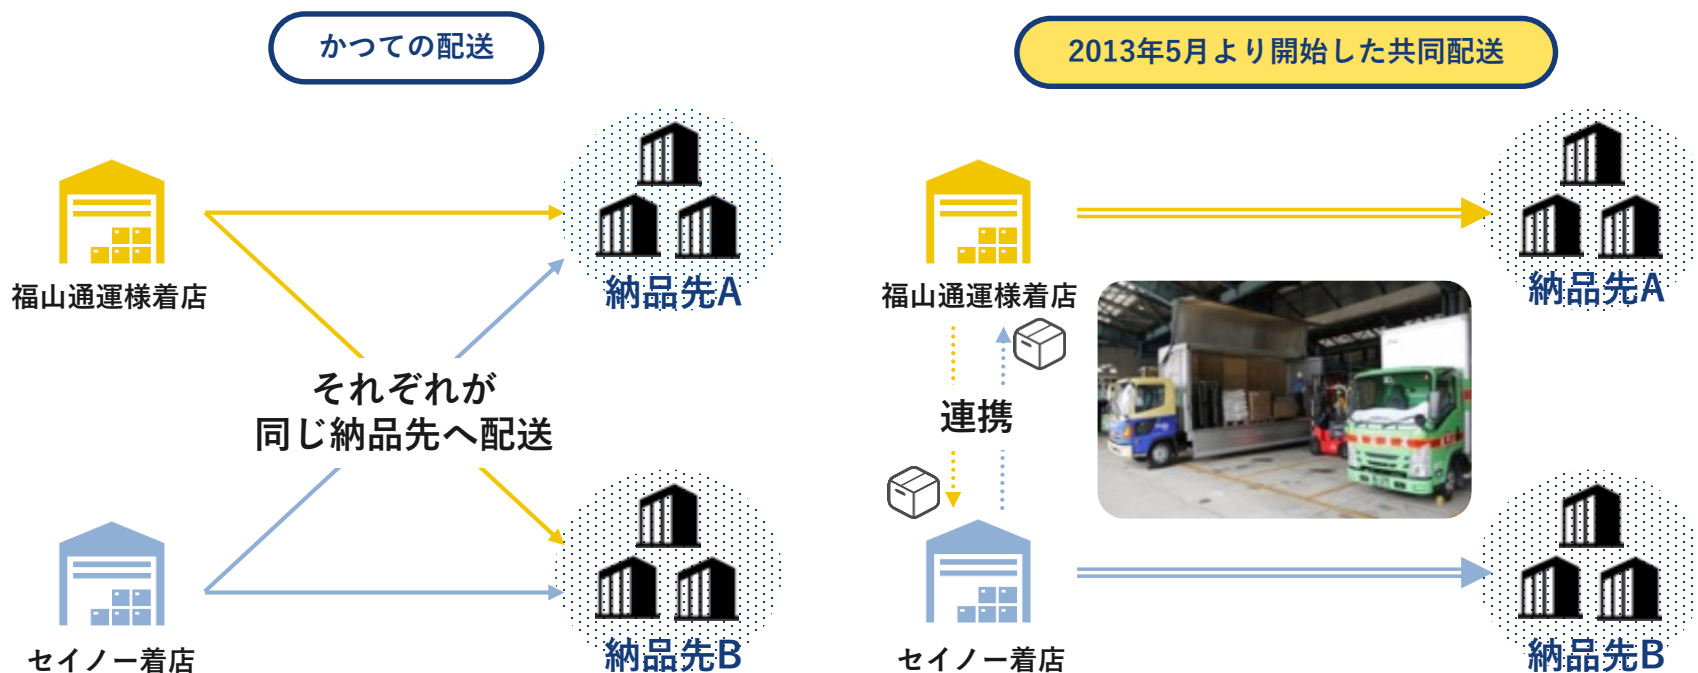 かつての配送
福山通運様着店
納品先A
それぞれが
同じ納品先へ配送
セイノー着店
納品先B
2013年5月より開始した共同配送
福山通運様着店
納品先A
連携
セイノー着店
納品先B